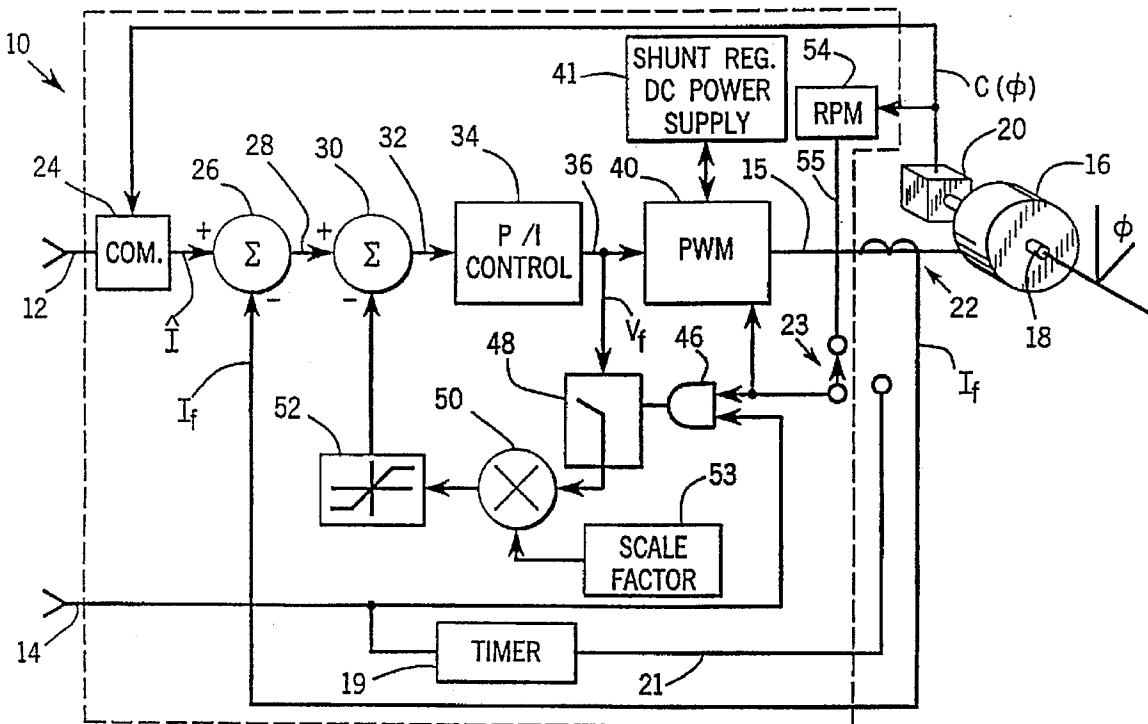 10
41
SHUNT REG.
DC POWER
SUPPLY
54
RPM
C(ϕ)
20
16
24
26
28
30
32
34
36
40
15
55
COM.
+
Σ
-
+
Σ
-
P/I
CONTROL
PWM
ϕ
12
Î
V_f
22
18
23
46
48
50
52
I_f
I_f
53
SCALE
FACTOR
14
TIMER
19
21